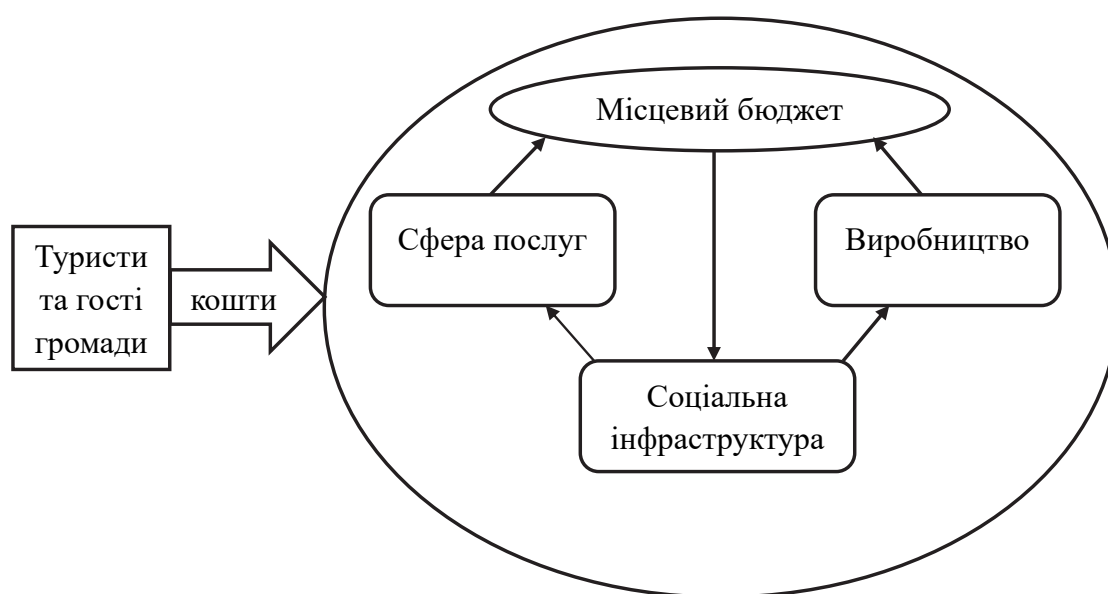 Місцевий бюджет
Сфера послуг
Виробництво
Туристи
та гості
громади
кошти
Соціальна
інфраструктура